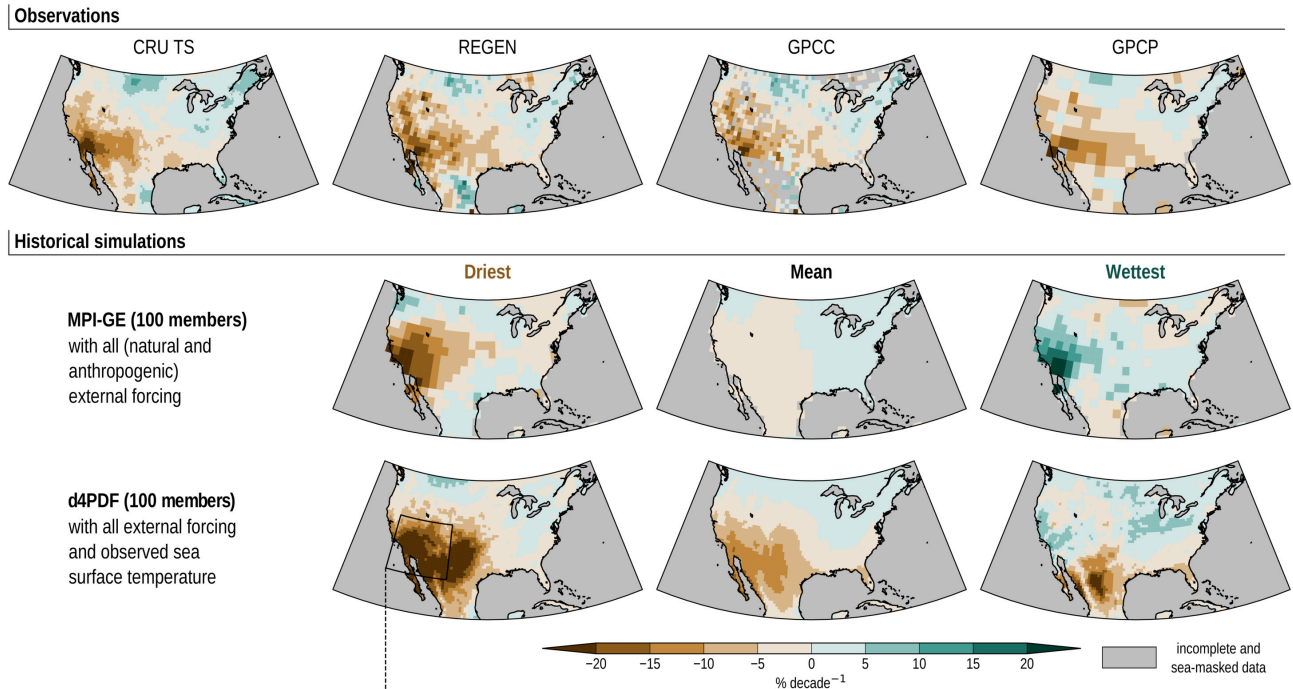 Observations
CRU TS
REGEN
GPCC
GPCP
Historical simulations
Driest
Mean
Wettest
MPI-GE (100 members)
with all (natural and
anthropogenic)
external forcing
d4PDF (100 members)
with all external forcing
and observed sea
surface temperature
−20 −15 −10 −5 0 5 10 15 20
% decade⁻¹
incomplete and
sea-masked data